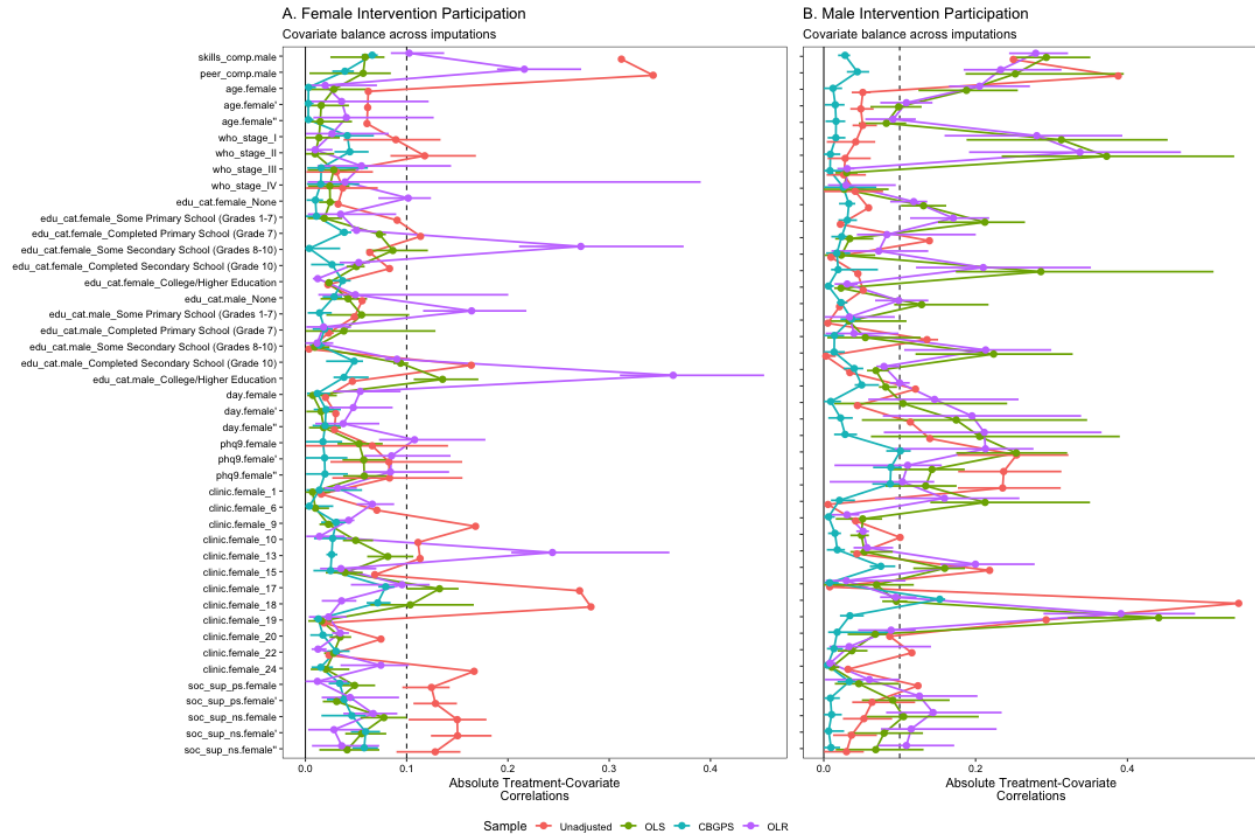 A. Female Intervention Participation
Covariate balance across imputations
B. Male Intervention Participation
Covariate balance across imputations
skills_comp.male
peer_comp.male
age.female
age.female'
age.female"
who_stage_I
who_stage_II
who_stage_III
who_stage_IV
edu_cat.female_None
edu_cat.female_Some Primary School (Grades 1-7)
edu_cat.female_Completed Primary School (Grade 7)
edu_cat.female_Some Secondary School (Grades 8-10)
edu_cat.female_Completed Secondary School (Grade 10)
edu_cat.female_College/Higher Education
edu_cat.male_None
edu_cat.male_Some Primary School (Grades 1-7)
edu_cat.male_Completed Primary School (Grade 7)
edu_cat.male_Some Secondary School (Grades 8-10)
edu_cat.male_Completed Secondary School (Grade 10)
edu_cat.male_College/Higher Education
day.female
day.female'
day.female"
phq9.female
phq9.female'
phq9.female"
clinic.female_1
clinic.female_6
clinic.female_9
clinic.female_10
clinic.female_13
clinic.female_15
clinic.female_17
clinic.female_18
clinic.female_19
clinic.female_20
clinic.female_22
clinic.female_24
soc_sup_ps.female
soc_sup_ps.female'
soc_sup_ns.female
soc_sup_ns.female'
soc_sup_ns.female"
0.0 0.1 0.2 0.3 0.4
Absolute Treatment-Covariate
Correlations
0.0 0.1 0.4
Absolute Treatment-Covariate
Correlations
Sample Unadjusted OLS CBGPS OLR